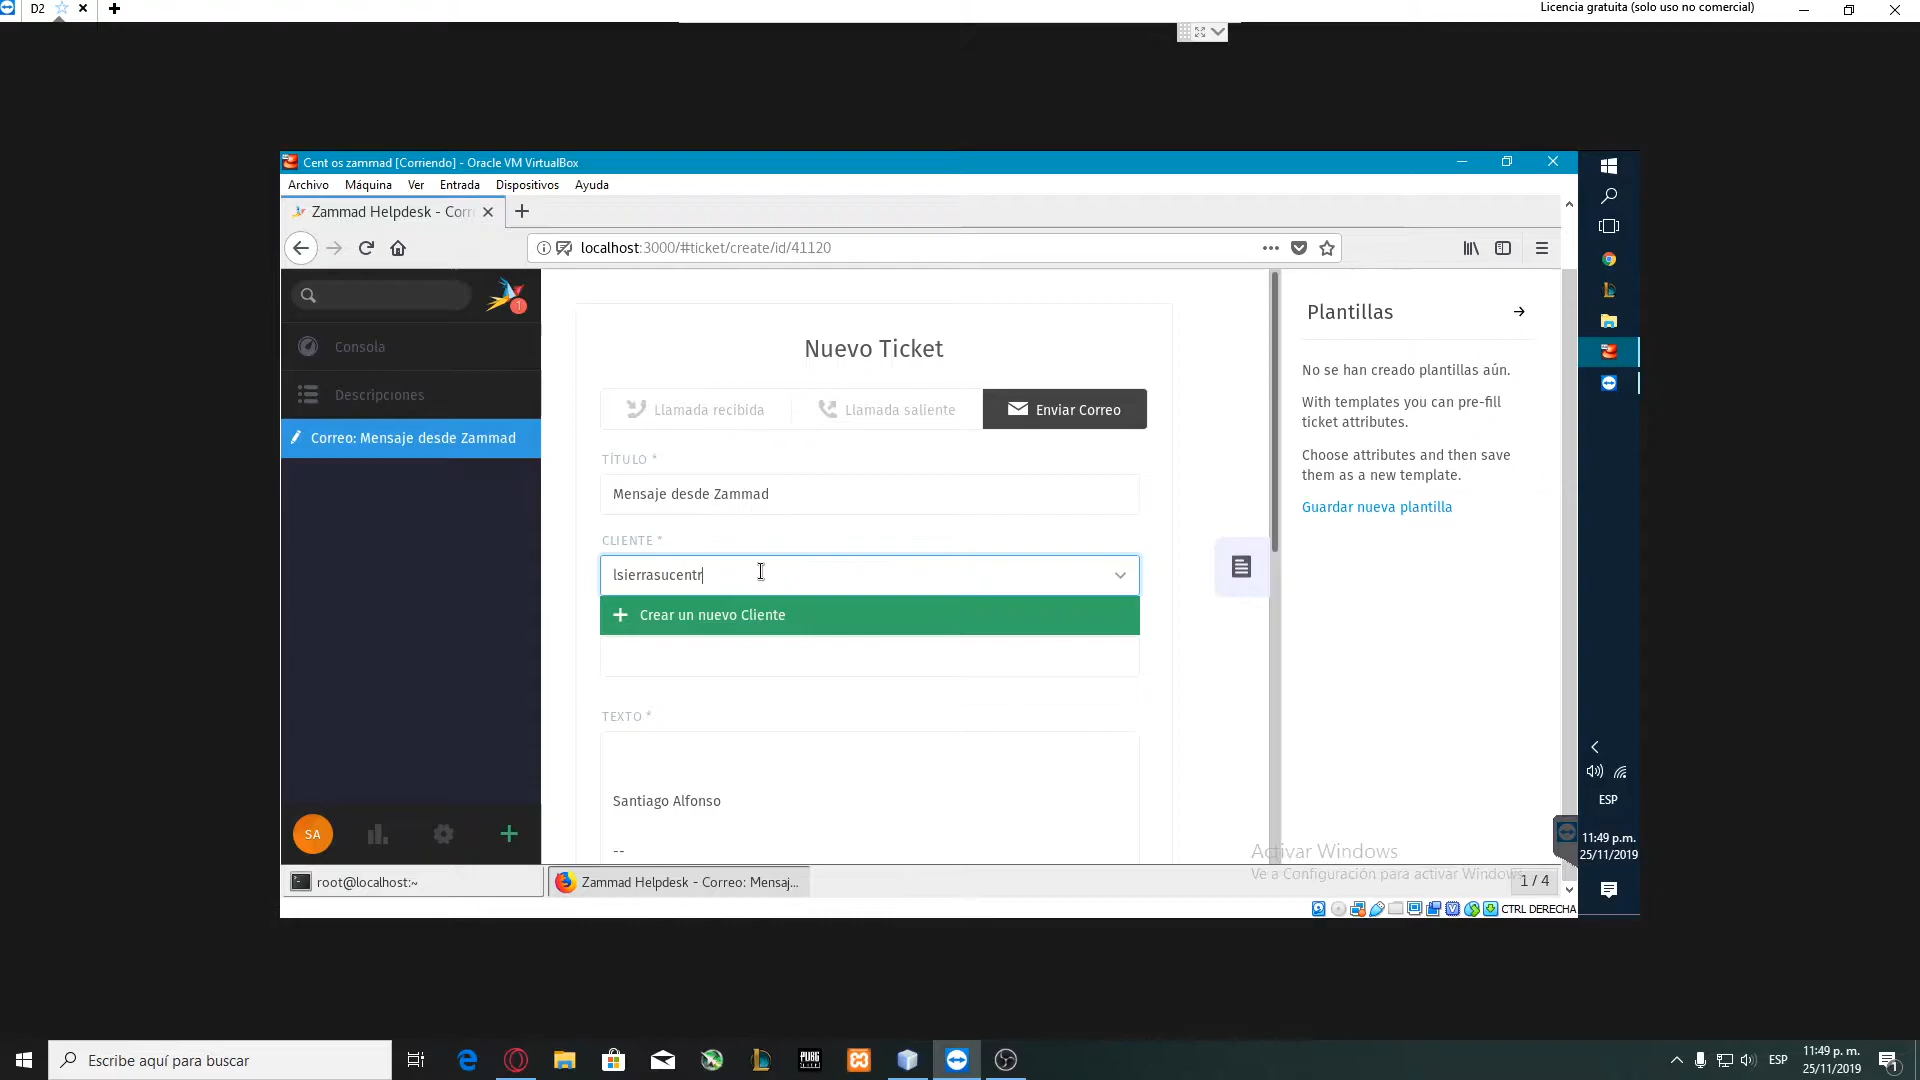 D2
Licencia gratuita (solo uso no comercial)
Cent os zammad [Corriendo] - Oracle VM VirtualBox
Archivo
Máquina
Ver
Entrada
Dispositivos
Ayuda
Zammad Helpdesk - Corr
localhost:3000/#ticket/create/id/41120
1
Consola
Descripciones
Correo: Mensaje desde Zammad
SA
Nuevo Ticket
Llamada recibida
Llamada saliente
Enviar Correo
TÍTULO *
Mensaje desde Zammad
CLIENTE *
lsierrasucentr
Crear un nuevo Cliente
TEXTO *
Santiago Alfonso
--
Plantillas
No se han creado plantillas aún.
With templates you can pre-fill
ticket attributes.
Choose attributes and then save
them as a new template.
Guardar nueva plantilla
Activar Windows
Ve a Configuración para activar Windows.
root@localhost:~
Zammad Helpdesk - Correo: Mensaj...
1 / 4
CTRL DERECHA
ESP
11:49 p.m.
25/11/2019
Escribe aquí para buscar
PUBG
ESP
11:49 p. m.
25/11/2019
1